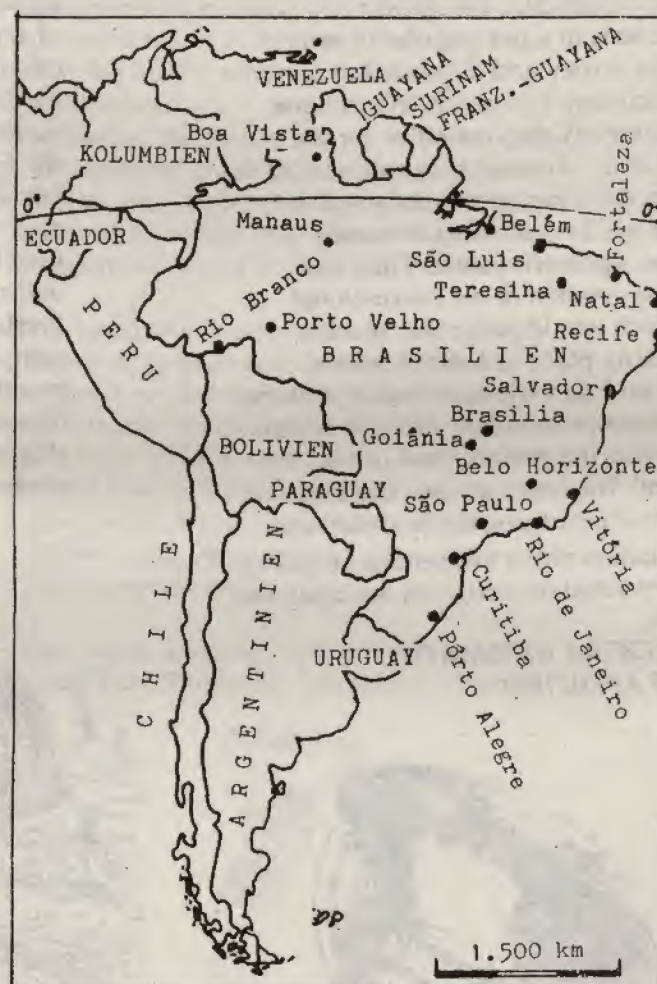 VENEZUELA
GUAYANA
SURINAM
FRANZ.-GUAYANA
Boa Vista
KOLUMBIEN
0°
0°
ECUADOR
Manaus
Belém
Fortaleza
São Luis
Teresina
Natal
PERU
Rio Branco
Porto Velho
Recife
BRASILIEN
Salvador
Brasilia
Goiânia
BOLIVIEN
Belo Horizonte
PARAGUAY
São Paulo
Vitória
Rio de Janeiro
Curitiba
CHILE
ARGENTINIEN
URUGUAY
Pôrto Alegre
1.500 km